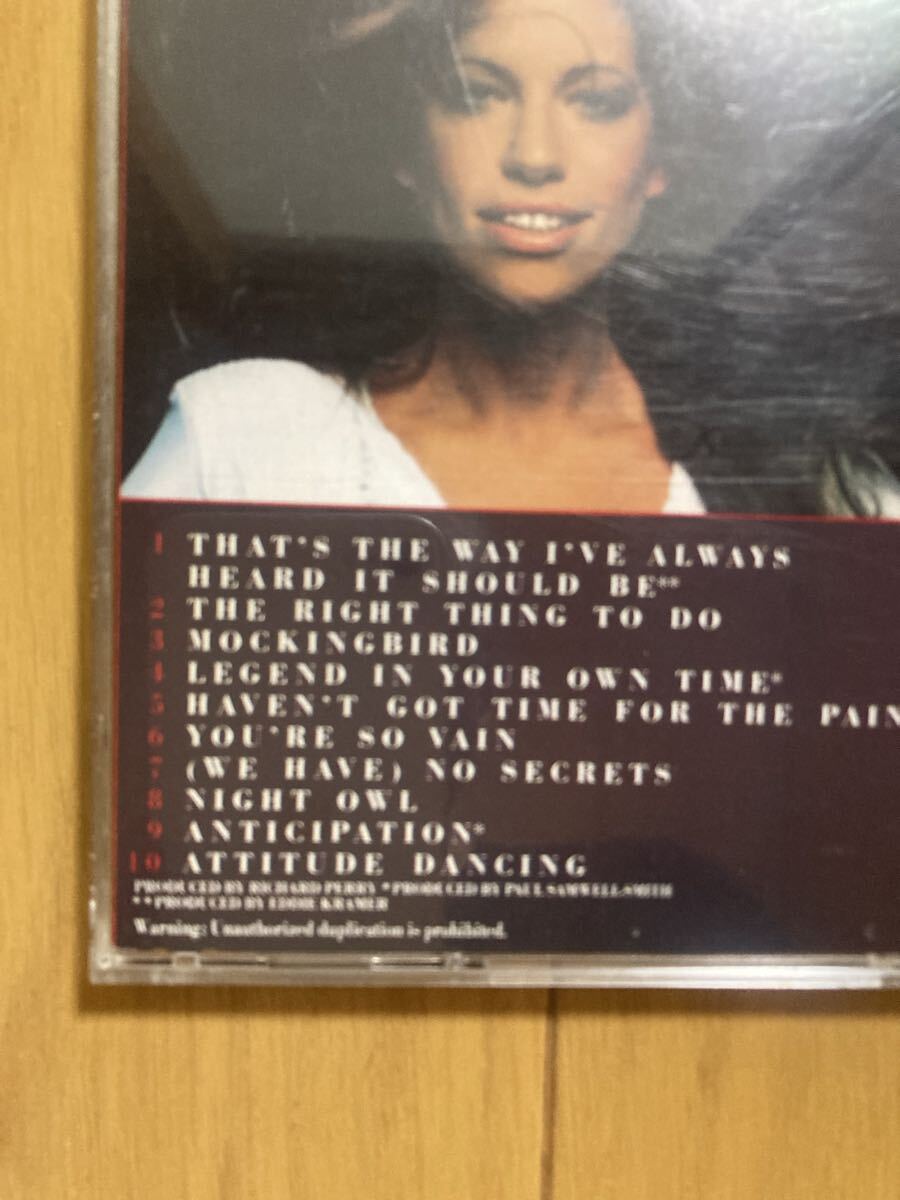 1 THAT'S THE WAY I'VE ALWAYS
HEARD IT SHOULD BE**
2 THE RIGHT THING TO DO
3 MOCKINGBIRD
4 LEGEND IN YOUR OWN TIME*
5 HAVEN'T GOT TIME FOR THE PAIN
6 YOU'RE SO VAIN
7 (WE HAVE) NO SECRETS
8 NIGHT OWL
9 ANTICIPATION*
10 ATTITUDE DANCING
PRODUCED BY RICHARD PERRY *PRODUCED BY PAUL SAMWELL-SMITH
**PRODUCED BY EDDIE KRAMER
Warning: Unauthorized duplication is prohibited.